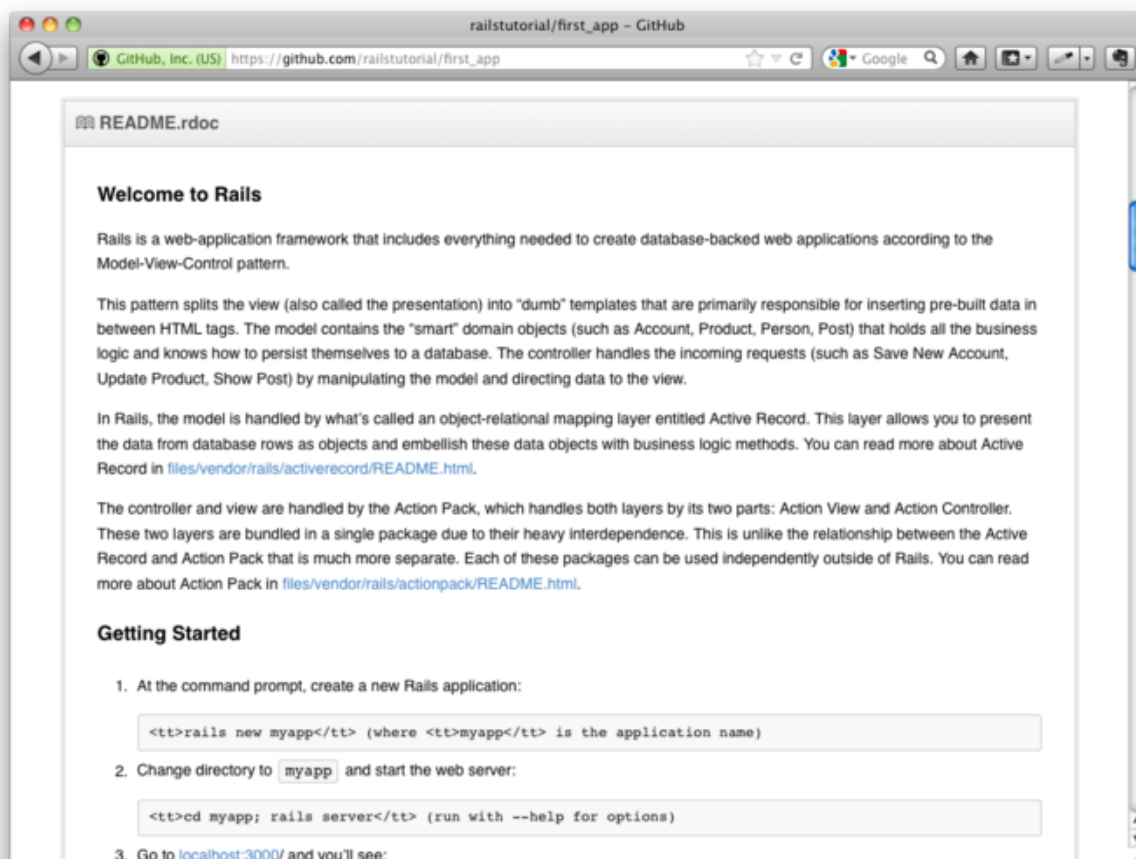 railstutorial/first_app – GitHub
GitHub, Inc. (US) https://github.com/railstutorial/first_app Google
README.rdoc
Welcome to Rails
Rails is a web-application framework that includes everything needed to create database-backed web applications according to the
Model-View-Control pattern.
This pattern splits the view (also called the presentation) into “dumb” templates that are primarily responsible for inserting pre-built data in
between HTML tags. The model contains the “smart” domain objects (such as Account, Product, Person, Post) that holds all the business
logic and knows how to persist themselves to a database. The controller handles the incoming requests (such as Save New Account,
Update Product, Show Post) by manipulating the model and directing data to the view.
In Rails, the model is handled by what’s called an object-relational mapping layer entitled Active Record. This layer allows you to present
the data from database rows as objects and embellish these data objects with business logic methods. You can read more about Active
Record in files/vendor/rails/activerecord/README.html.
The controller and view are handled by the Action Pack, which handles both layers by its two parts: Action View and Action Controller.
These two layers are bundled in a single package due to their heavy interdependence. This is unlike the relationship between the Active
Record and Action Pack that is much more separate. Each of these packages can be used independently outside of Rails. You can read
more about Action Pack in files/vendor/rails/actionpack/README.html.
Getting Started
1. At the command prompt, create a new Rails application:
<tt>rails new myapp</tt> (where <tt>myapp</tt> is the application name)
2. Change directory to myapp and start the web server:
<tt>cd myapp; rails server</tt> (run with --help for options)
3. Go to localhost:3000/ and you’ll see: